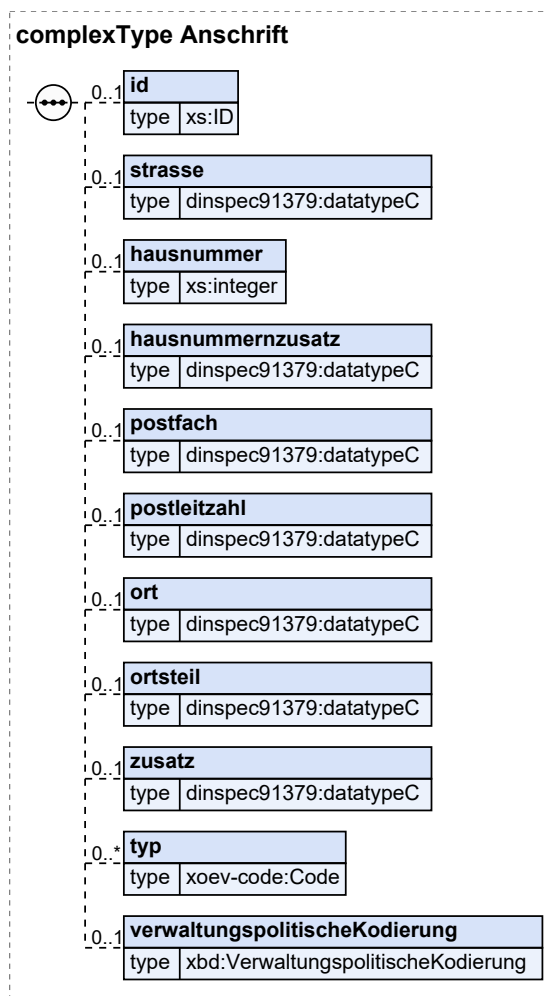 complexType Anschrift
0..1 id
type xs:ID
0..1 strasse
type dinspec91379:datatypeC
0..1 hausnummer
type xs:integer
0..1 hausnummernzusatz
type dinspec91379:datatypeC
0..1 postfach
type dinspec91379:datatypeC
0..1 postleitzahl
type dinspec91379:datatypeC
0..1 ort
type dinspec91379:datatypeC
0..1 ortsteil
type dinspec91379:datatypeC
0..1 zusatz
type dinspec91379:datatypeC
0..* typ
type xoev-code:Code
0..1 verwaltungspolitischeKodierung
type xbd:VerwaltungspolitischeKodierung